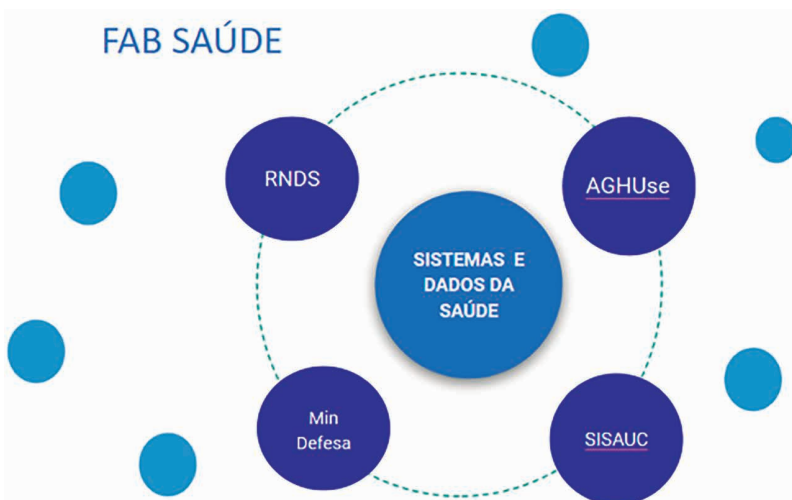 FAB SAÚDE
RNDS
AGHUse
SISTEMAS E
DADOS DA
SAÚDE
Min
Defesa
SISAUC